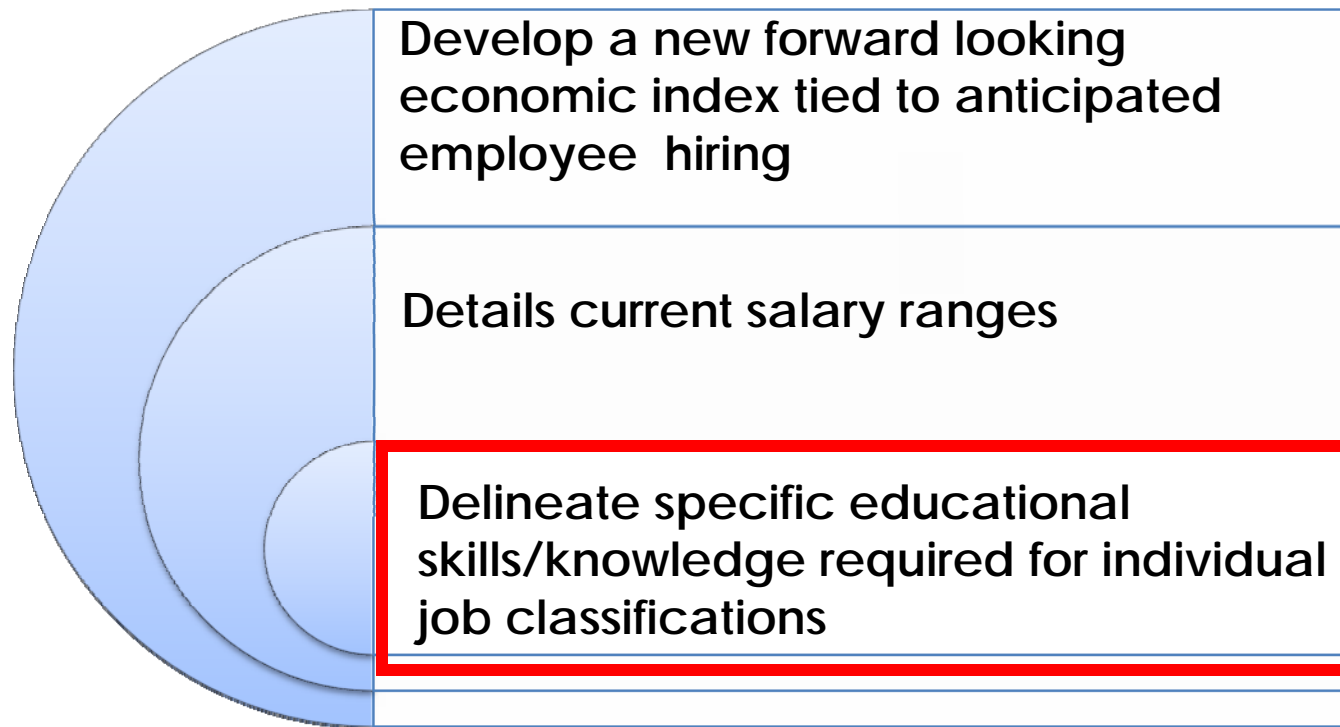 Develop a new forward looking
economic index tied to anticipated
employee hiring
Details current salary ranges
Delineate specific educational
skills/knowledge required for individual
job classifications